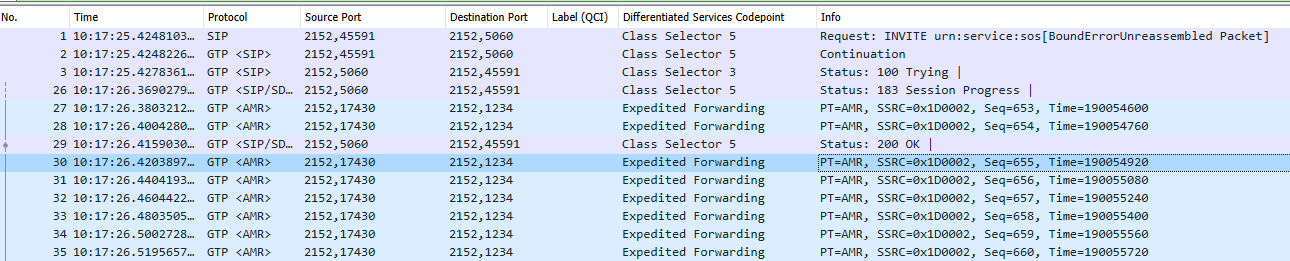 No. Time Protocol Source Port Destination Port Label (QCI) Differentiated Services Codepoint Info
1 10:17:25.4248103… SIP 2152,45591 2152,5060 Class Selector 5 Request: INVITE urn:service:sos[BoundErrorUnreassembled Packet]
2 10:17:25.4248226… GTP <SIP> 2152,45591 2152,5060 Class Selector 5 Continuation
3 10:17:25.4278361… GTP <SIP> 2152,5060 2152,45591 Class Selector 3 Status: 100 Trying |
26 10:17:26.3690279… GTP <SIP/SD… 2152,5060 2152,45591 Class Selector 5 Status: 183 Session Progress |
27 10:17:26.3803212… GTP <AMR> 2152,17430 2152,1234 Expedited Forwarding PT=AMR, SSRC=0x1D0002, Seq=653, Time=190054600
28 10:17:26.4004280… GTP <AMR> 2152,17430 2152,1234 Expedited Forwarding PT=AMR, SSRC=0x1D0002, Seq=654, Time=190054760
29 10:17:26.4159030… GTP <SIP/SD… 2152,5060 2152,45591 Class Selector 5 Status: 200 OK |
30 10:17:26.4203897… GTP <AMR> 2152,17430 2152,1234 Expedited Forwarding PT=AMR, SSRC=0x1D0002, Seq=655, Time=190054920
31 10:17:26.4404193… GTP <AMR> 2152,17430 2152,1234 Expedited Forwarding PT=AMR, SSRC=0x1D0002, Seq=656, Time=190055080
32 10:17:26.4604422… GTP <AMR> 2152,17430 2152,1234 Expedited Forwarding PT=AMR, SSRC=0x1D0002, Seq=657, Time=190055240
33 10:17:26.4803505… GTP <AMR> 2152,17430 2152,1234 Expedited Forwarding PT=AMR, SSRC=0x1D0002, Seq=658, Time=190055400
34 10:17:26.5002728… GTP <AMR> 2152,17430 2152,1234 Expedited Forwarding PT=AMR, SSRC=0x1D0002, Seq=659, Time=190055560
35 10:17:26.5195657… GTP <AMR> 2152,17430 2152,1234 Expedited Forwarding PT=AMR, SSRC=0x1D0002, Seq=660, Time=190055720